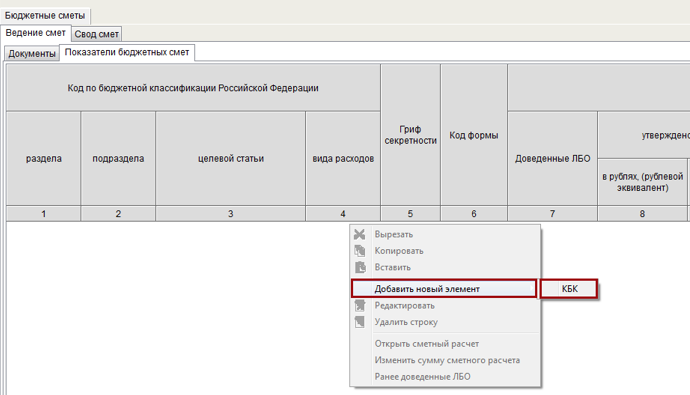 Бюджетные сметы
Ведение смет
Свод смет
Документы
Показатели бюджетных смет
Код по бюджетной классификации Российской Федерации
раздела
подраздела
целевой статьи
вида расходов
Гриф
секретности
Код формы
Доведенные ЛБО
утверждено
в рублях, (рублевой
эквивалент)
1
2
3
4
5
6
7
8
Вырезать
Копировать
Вставить
Добавить новый элемент
КБК
Редактировать
Удалить строку
Открыть сметный расчет
Изменить сумму сметного расчета
Ранее доведенные ЛБО